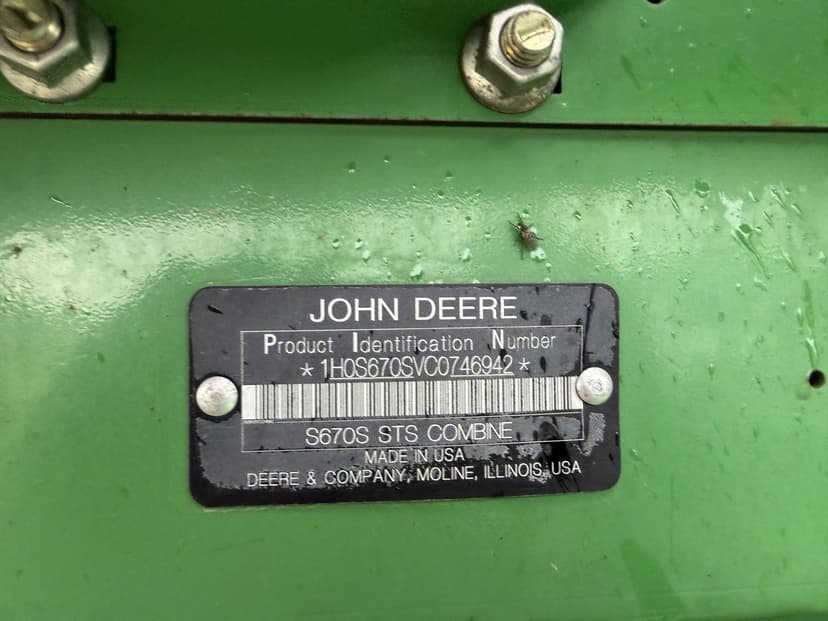 JOHN DEERE
Product Identification Number
*1H0S670SVC0746942*
S670S STS COMBINE
MADE IN USA
DEERE & COMPANY, MOLINE, ILLINOIS, USA